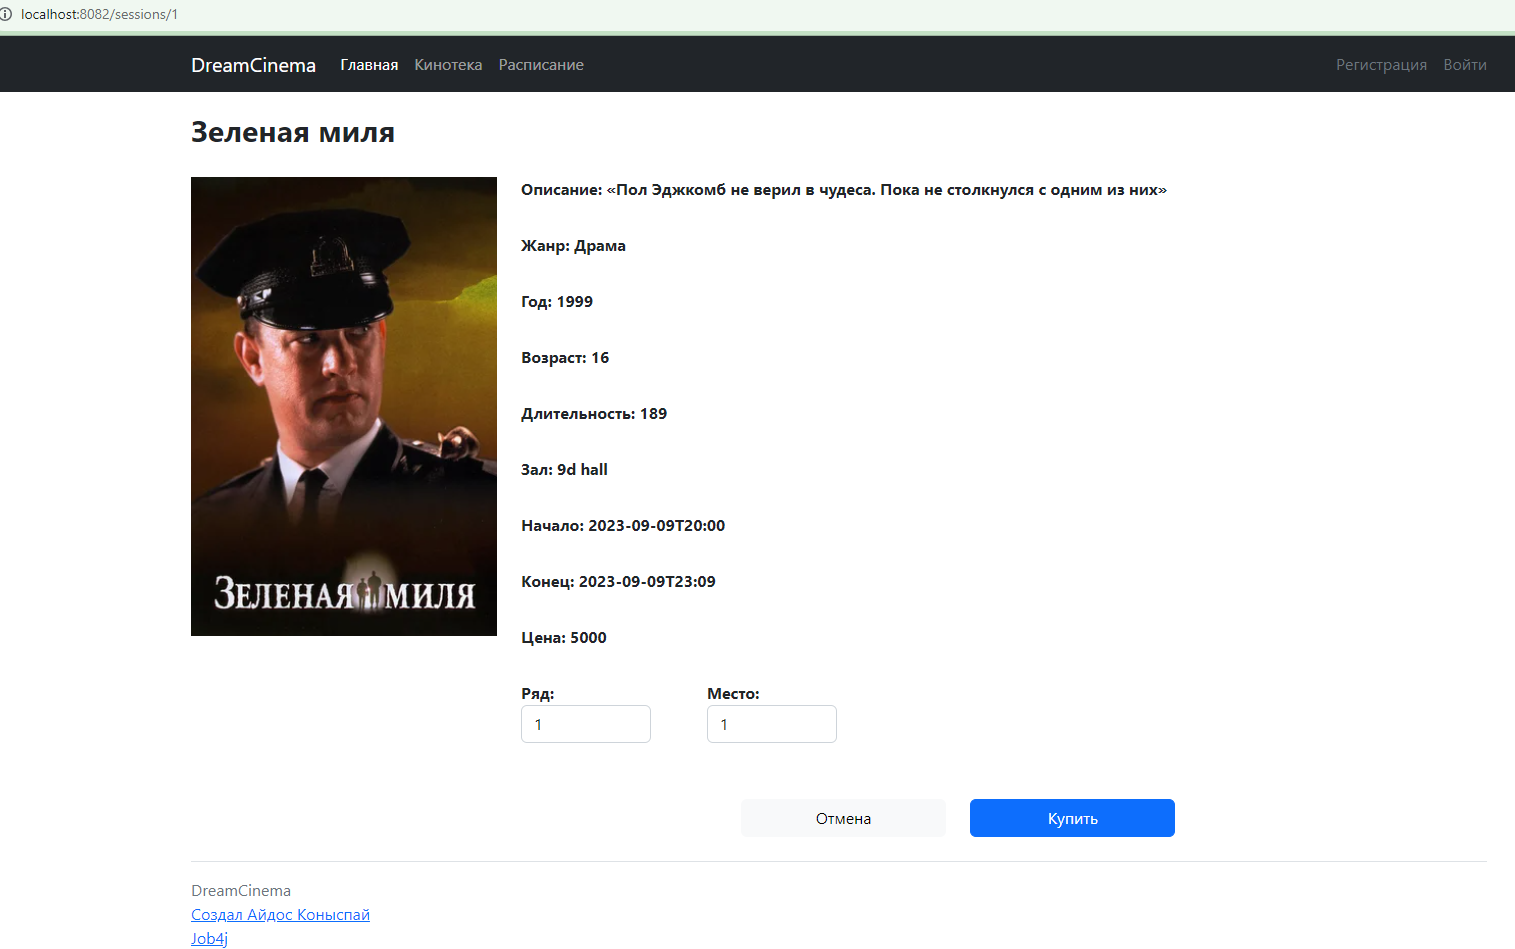 localhost:8082/sessions/1
DreamCinema Главная Кинотека Расписание Регистрация Войти
Зеленая миля
ЗЕЛЕНАЯ МИЛЯ
Описание: «Пол Эджкомб не верил в чудеса. Пока не столкнулся с одним из них»
Жанр: Драма
Год: 1999
Возраст: 16
Длительность: 189
Зал: 9d hall
Начало: 2023-09-09T20:00
Конец: 2023-09-09T23:09
Цена: 5000
Ряд: Место:
1 1
Отмена Купить
DreamCinema
Создал Айдос Коныспай
Job4j